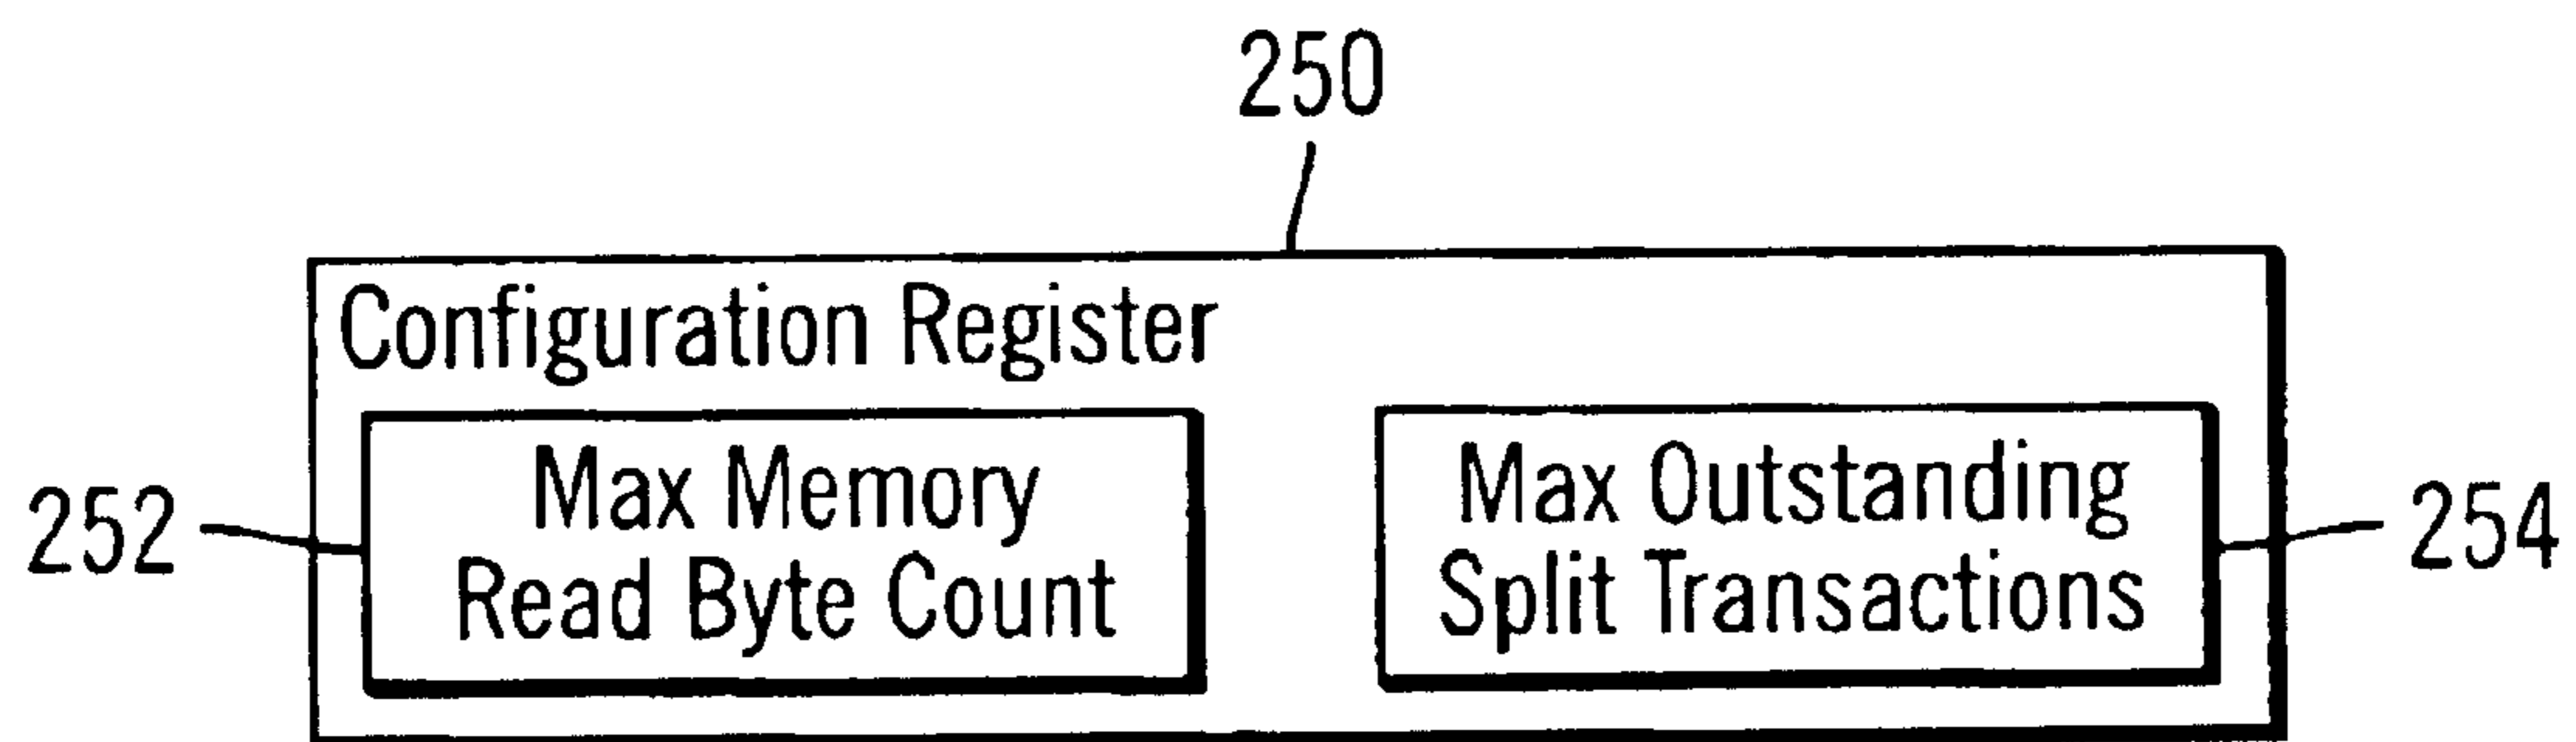 250
Configuration Register
252
Max Memory
Read Byte Count
Max Outstanding
Split Transactions
254